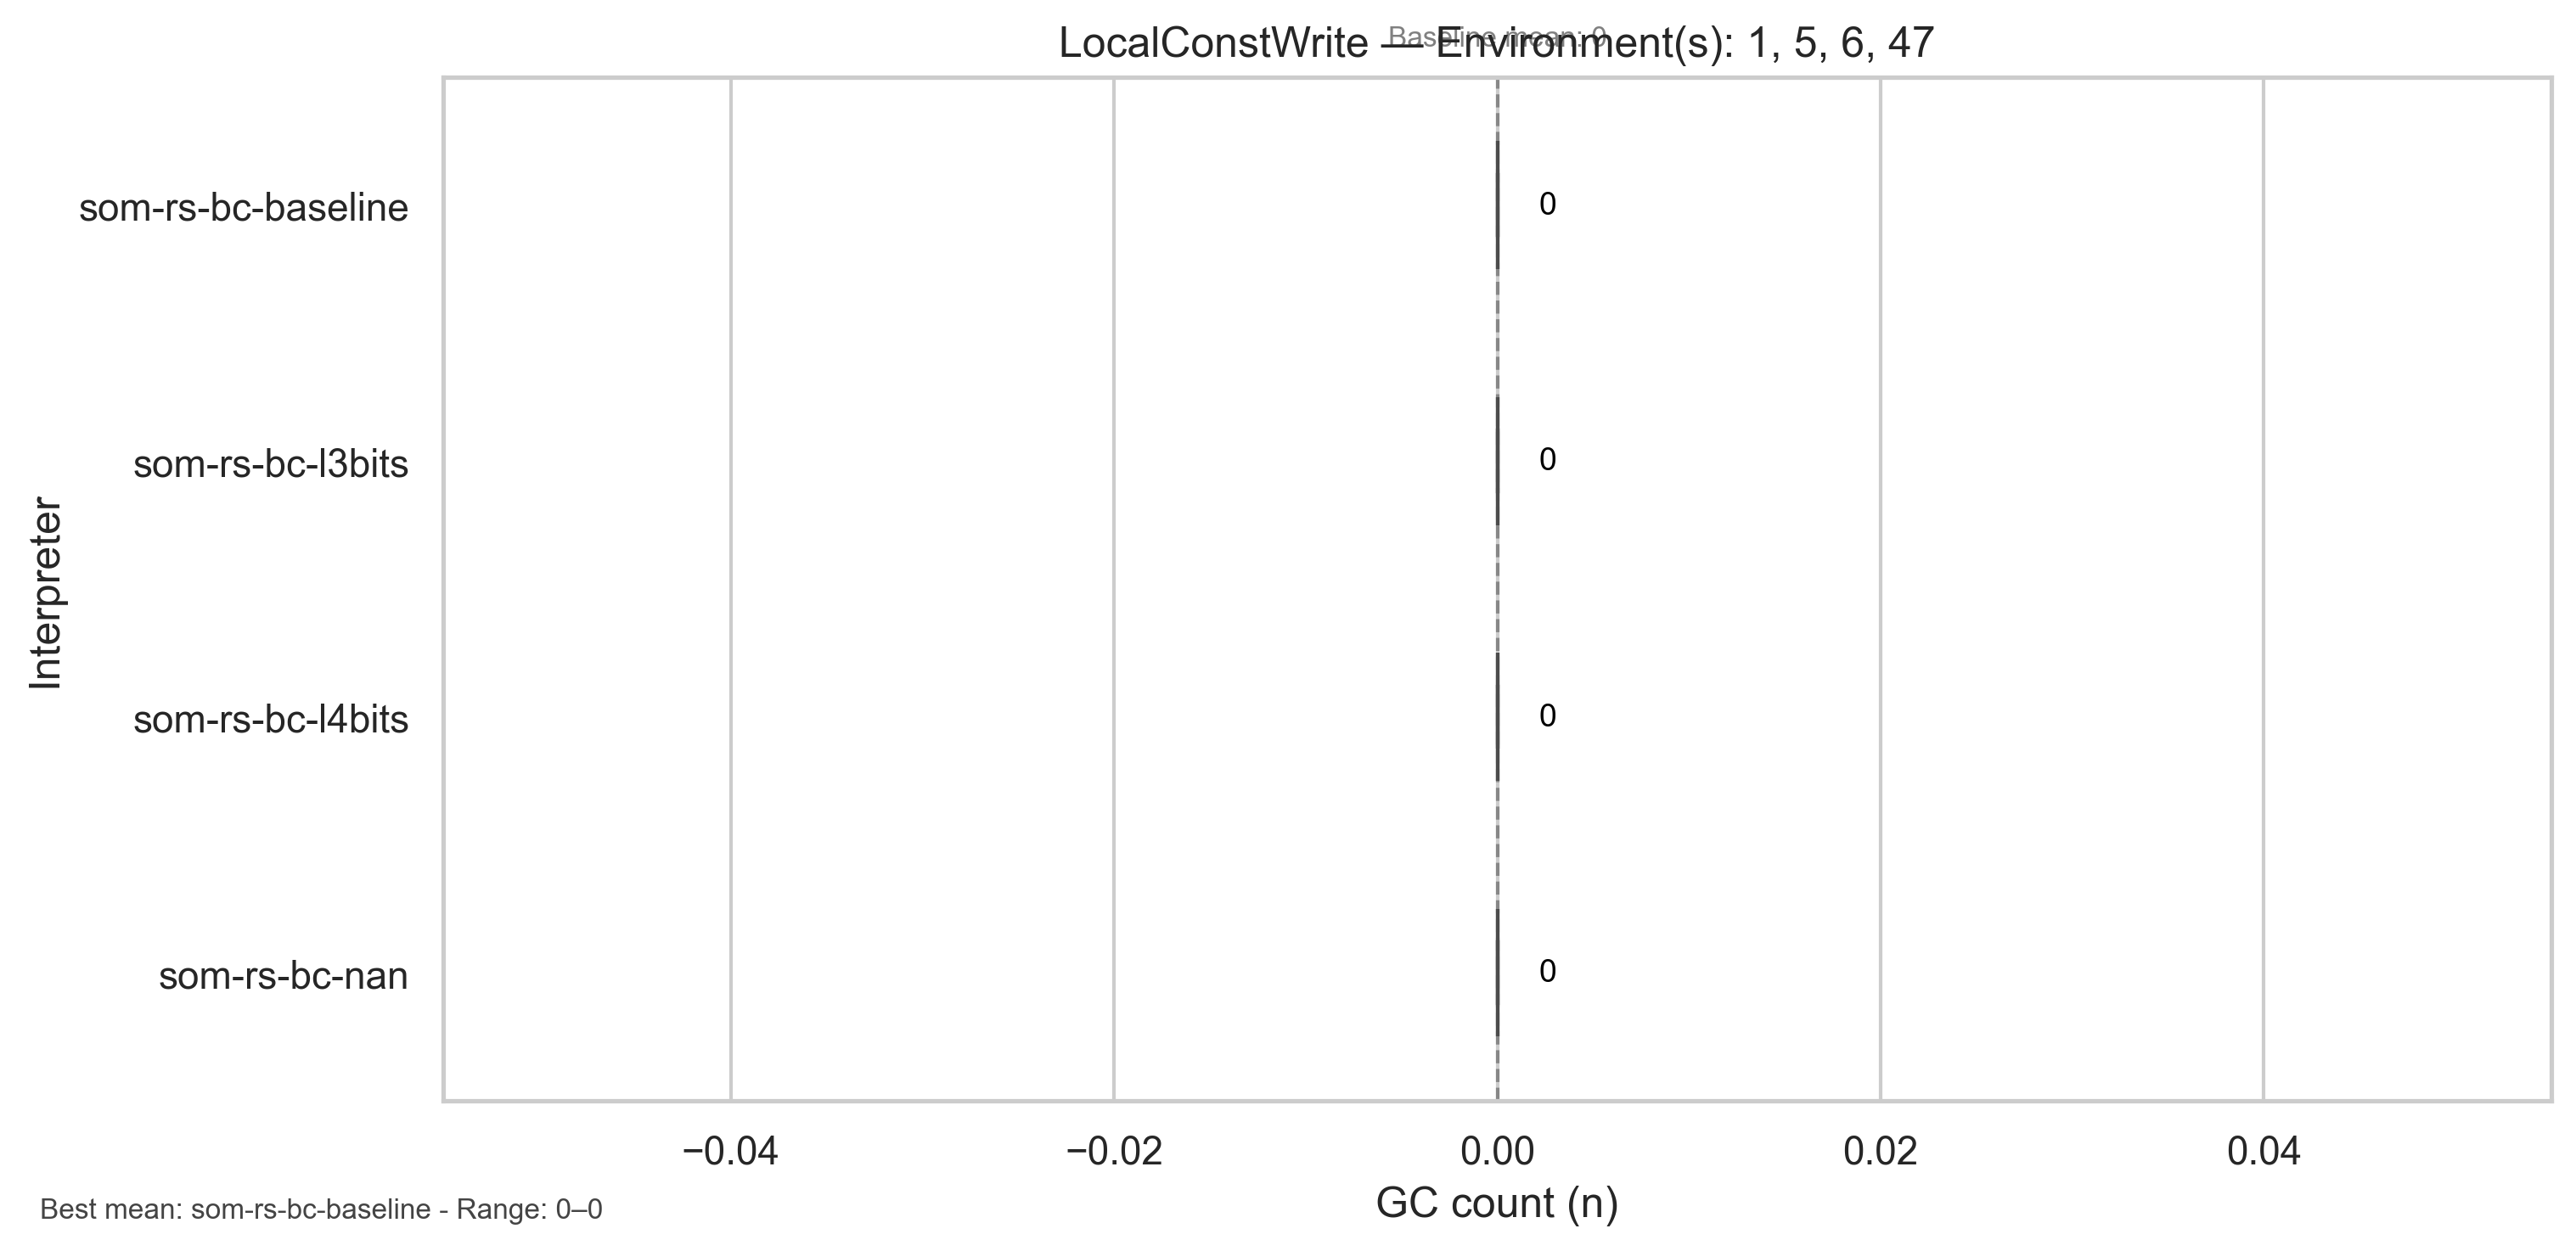 Baseline mean: 0
LocalConstWrite — Environment(s): 1, 5, 6, 47
Interpreter
som-rs-bc-baseline
0
som-rs-bc-l3bits
0
som-rs-bc-l4bits
0
som-rs-bc-nan
0
−0.04
−0.02
0.00
0.02
0.04
GC count (n)
Best mean: som-rs-bc-baseline - Range: 0–0